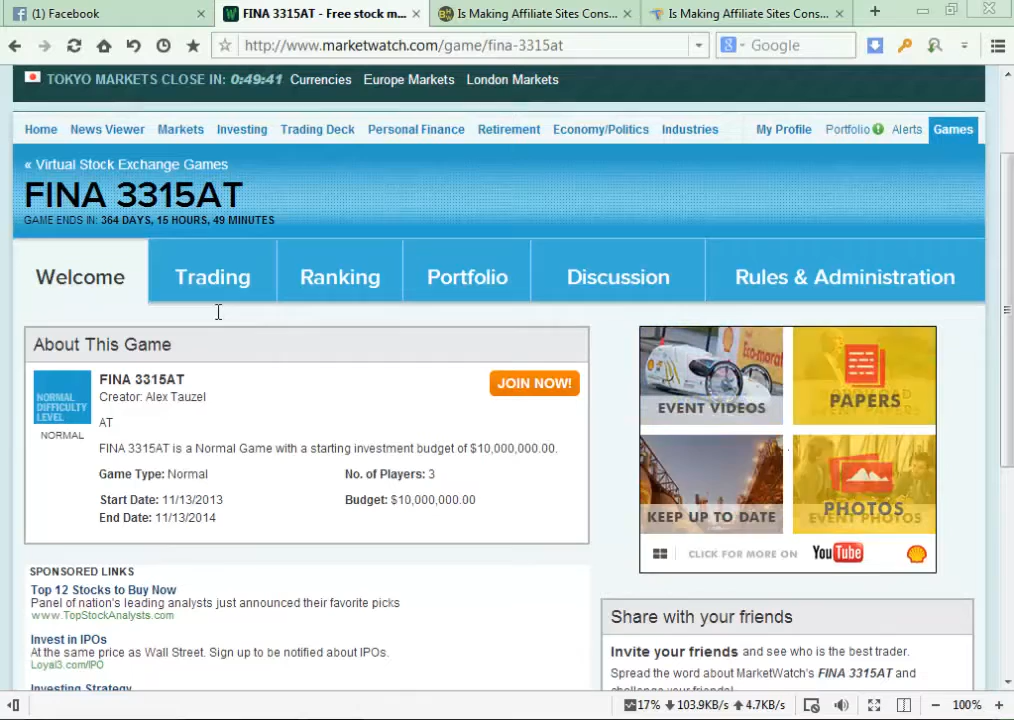 (1) Facebook
FINA 3315AT - Free stock m...
Is Making Affiliate Sites Cons...
Is Making Affiliate Sites Cons...
http://www.marketwatch.com/game/fina-3315at
Google
TOKYO MARKETS CLOSE IN: 0:49:41 Currencies Europe Markets London Markets
Home News Viewer Markets Investing Trading Deck Personal Finance Retirement Economy/Politics Industries My Profile Portfolio Alerts Games
« Virtual Stock Exchange Games
FINA 3315AT
GAME ENDS IN: 364 DAYS, 15 HOURS, 49 MINUTES
Welcome Trading Ranking Portfolio Discussion Rules & Administration
About This Game
NORMAL
DIFFICULTY
LEVEL
NORMAL
FINA 3315AT
Creator: Alex Tauzel
JOIN NOW!
AT
FINA 3315AT is a Normal Game with a starting investment budget of $10,000,000.00.
Game Type: Normal No. of Players: 3
Start Date: 11/13/2013 Budget: $10,000,000.00
End Date: 11/13/2014
Eco-mara
EVENT VIDEOS
PAPERS
KEEP UP TO DATE
PHOTOS
EVENT PHOTOS
CLICK FOR MORE ON YouTube
SPONSORED LINKS
Top 12 Stocks to Buy Now
Panel of nation's leading analysts just announced their favorite picks
www.TopStockAnalysts.com
Invest in IPOs
At the same price as Wall Street. Sign up to be notified about IPOs.
Loyal3.com/IPO
Investing Strategy
Share with your friends
Invite your friends and see who is the best trader.
Spread the word about MarketWatch's FINA 3315AT and
challenge your friends!
17% 103.9KB/s 4.7KB/s
100%